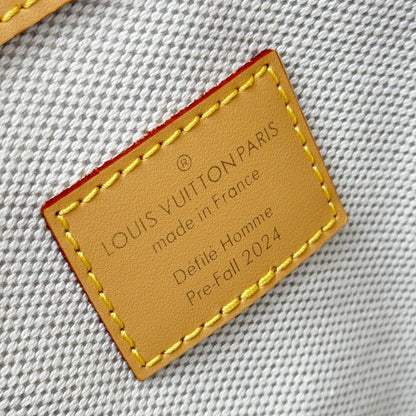 ®
LOUIS VUITTON PARIS
made in France
Défilé Homme
Pre-Fall 2024